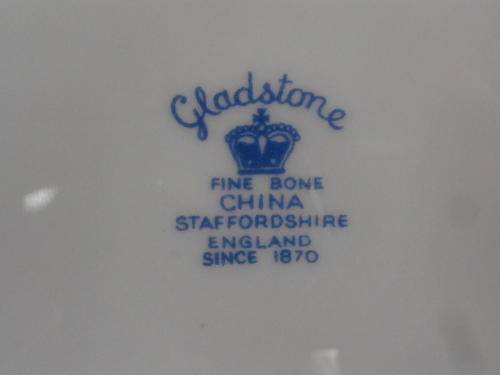 Gladstone
FINE BONE
CHINA
STAFFORDSHIRE
ENGLAND
SINCE 1870